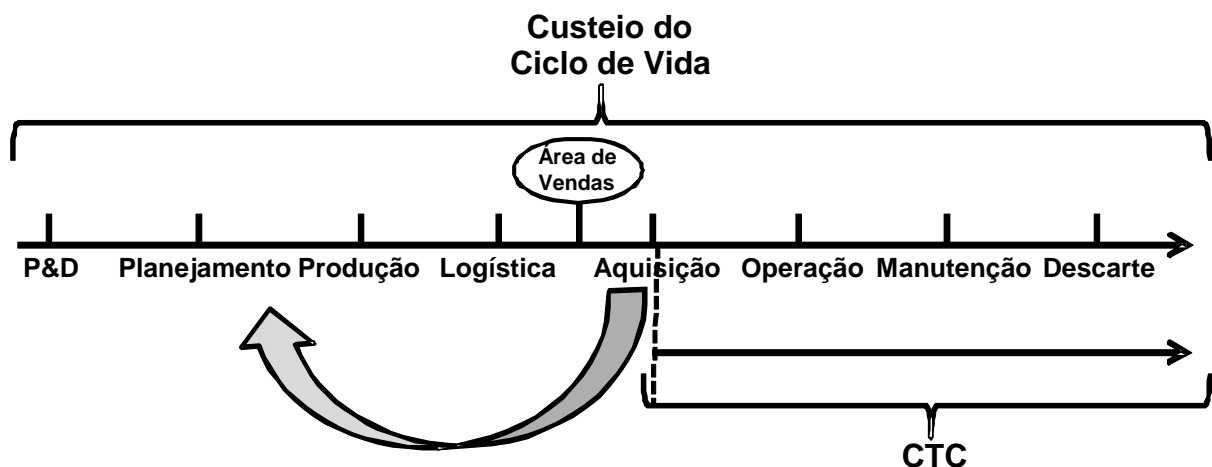 Custeio do
Ciclo de Vida
Área de
Vendas
P&D Planejamento Produção Logística Aquisição Operação Manutenção Descarte
CTC